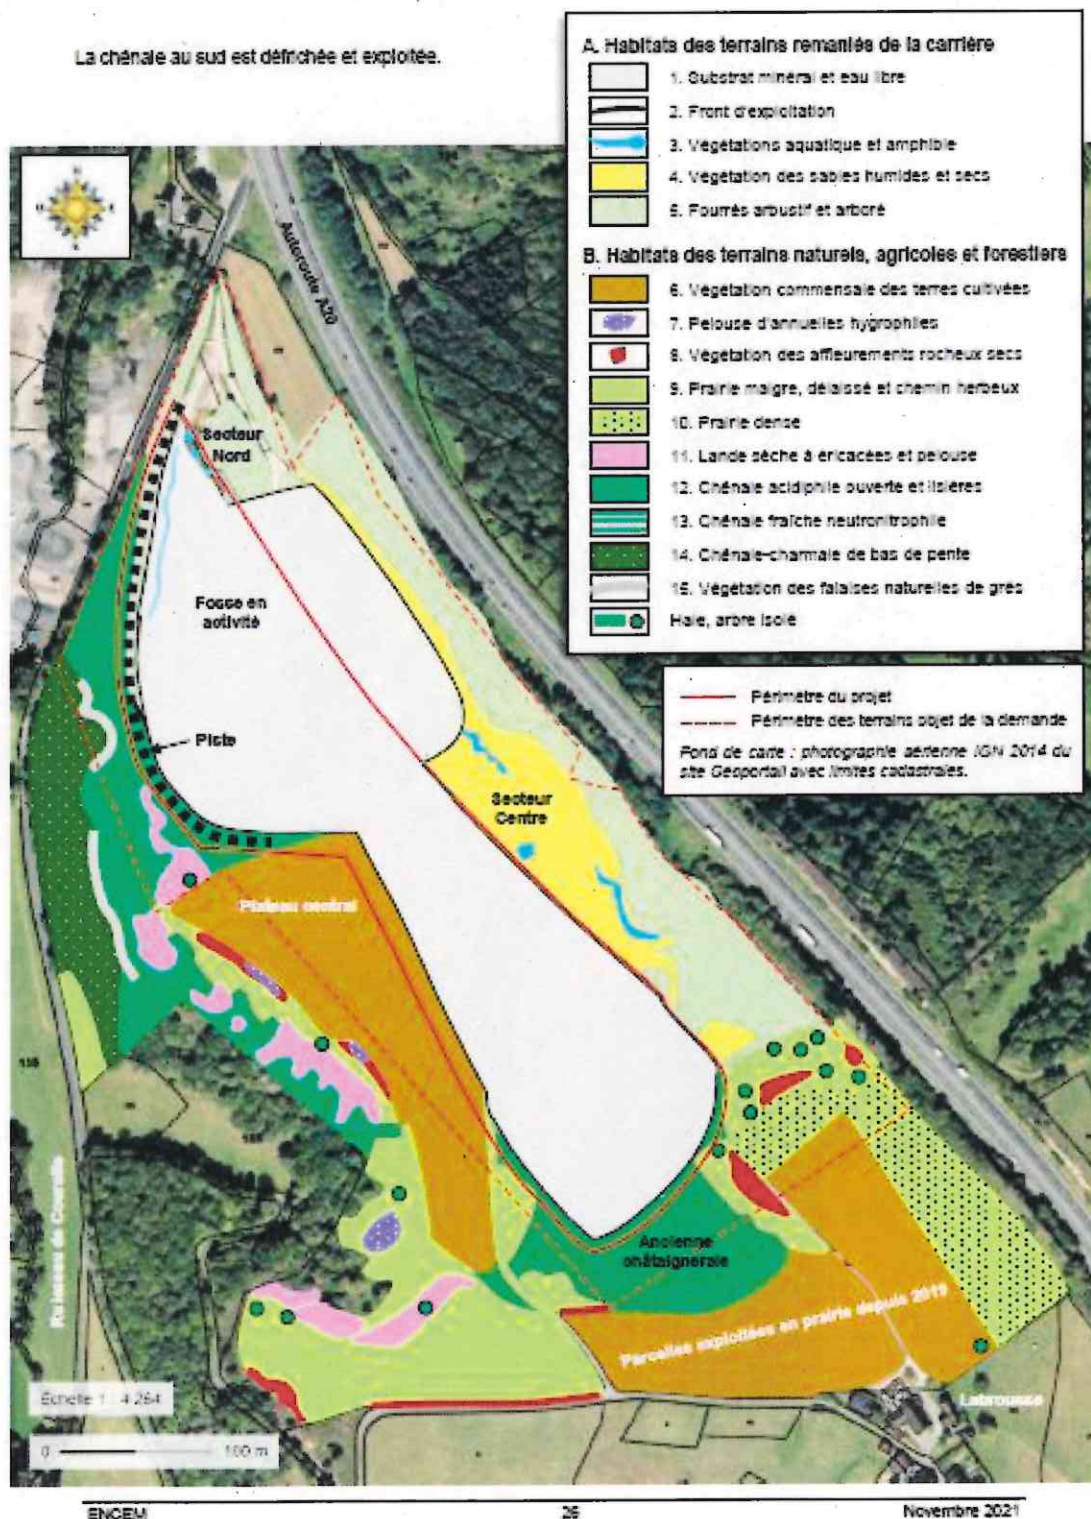 La chênaie au sud est défrichée et exploitée.
A. Habitats des terrains remaniés de la carrière
1. Substrat minéral et eau libre
2. Front d'exploitation
3. Végétations aquatique et amphibie
4. Végétation des sables humides et secs
5. Fourrés arbustif et arboré
B. Habitats des terrains naturels, agricoles et forestiers
6. Végétation commensale des terres cultivées
7. Pelouse d'annuelles hygrophiles
8. Végétation des affleurements rocheux secs
9. Prairie maigre, délaissé et chemin herbeux
10. Prairie dense
11. Lande sèche à éricacées et pelouse
12. Chênaie acidiphile ouverte et lisières
13. Chênaie fraîche neutronitrophile
14. Chênaie-charmaie de bas de pente
15. Végétation des falaises naturelles de grès
Haie, arbre isolé
Périmètre du projet
Périmètre des terrains objet de la demande
Fond de carte : photographie aérienne IGN 2014 du
site Géoportail avec limites cadastrales.
Autoroute A20
Secteur
Nord
Fosse en
activité
Piste
Secteur
Centre
Plateau central
Ancienne
châtaigneraie
Parcelles exploitées en prairie depuis 2019
Labrousse
Ruisseau de Courolle
Échelle 1 : 4 264
0 100 m
ENCEM 26 Novembre 2021